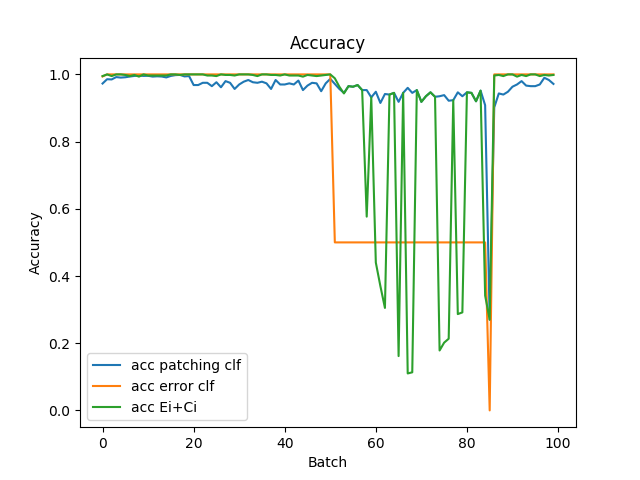 Accuracy
1.0
0.8
0.6
0.4
0.2
0.0
Accuracy
acc patching clf
acc error clf
acc Ei+Ci
0 20 40 60 80 100
Batch